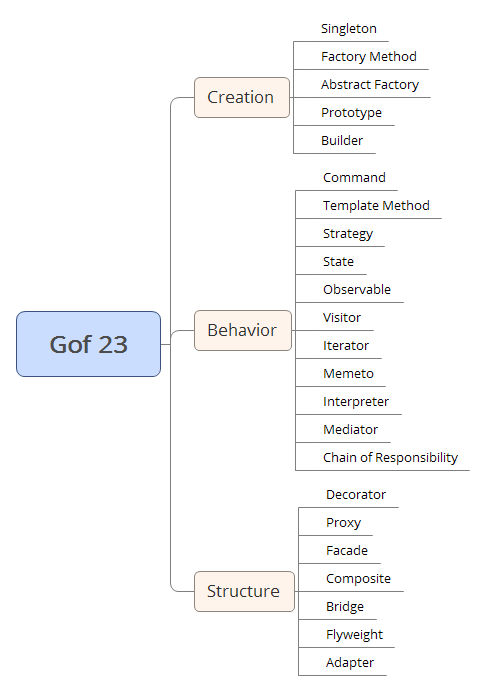 Gof 23
Creation
Singleton
Factory Method
Abstract Factory
Prototype
Builder
Behavior
Command
Template Method
Strategy
State
Observable
Visitor
Iterator
Memeto
Interpreter
Mediator
Chain of Responsibility
Structure
Decorator
Proxy
Facade
Composite
Bridge
Flyweight
Adapter